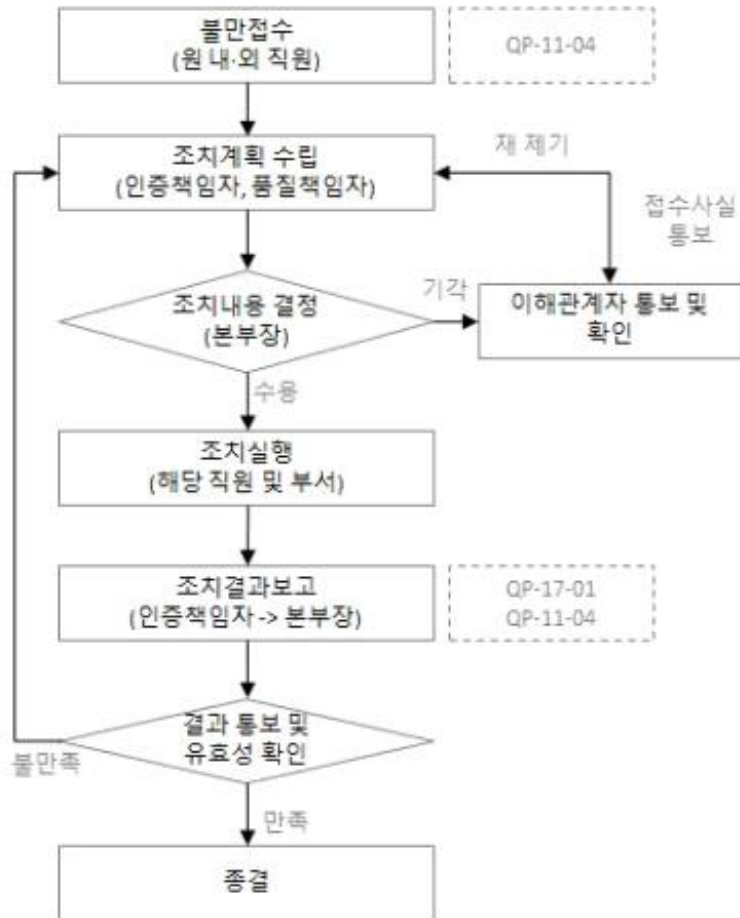 불만접수
(원 내·외 직원)
QP-11-04
조치계획 수립
(인증책임자, 품질책임자)
재 제기
접수사실
통보
조치내용 결정
(본부장)
기각
이해관계자 통보 및
확인
수용
조치실행
(해당 직원 및 부서)
조치결과보고
(인증책임자 -> 본부장)
QP-17-01
QP-11-04
결과 통보 및
유효성 확인
불만족
만족
종결